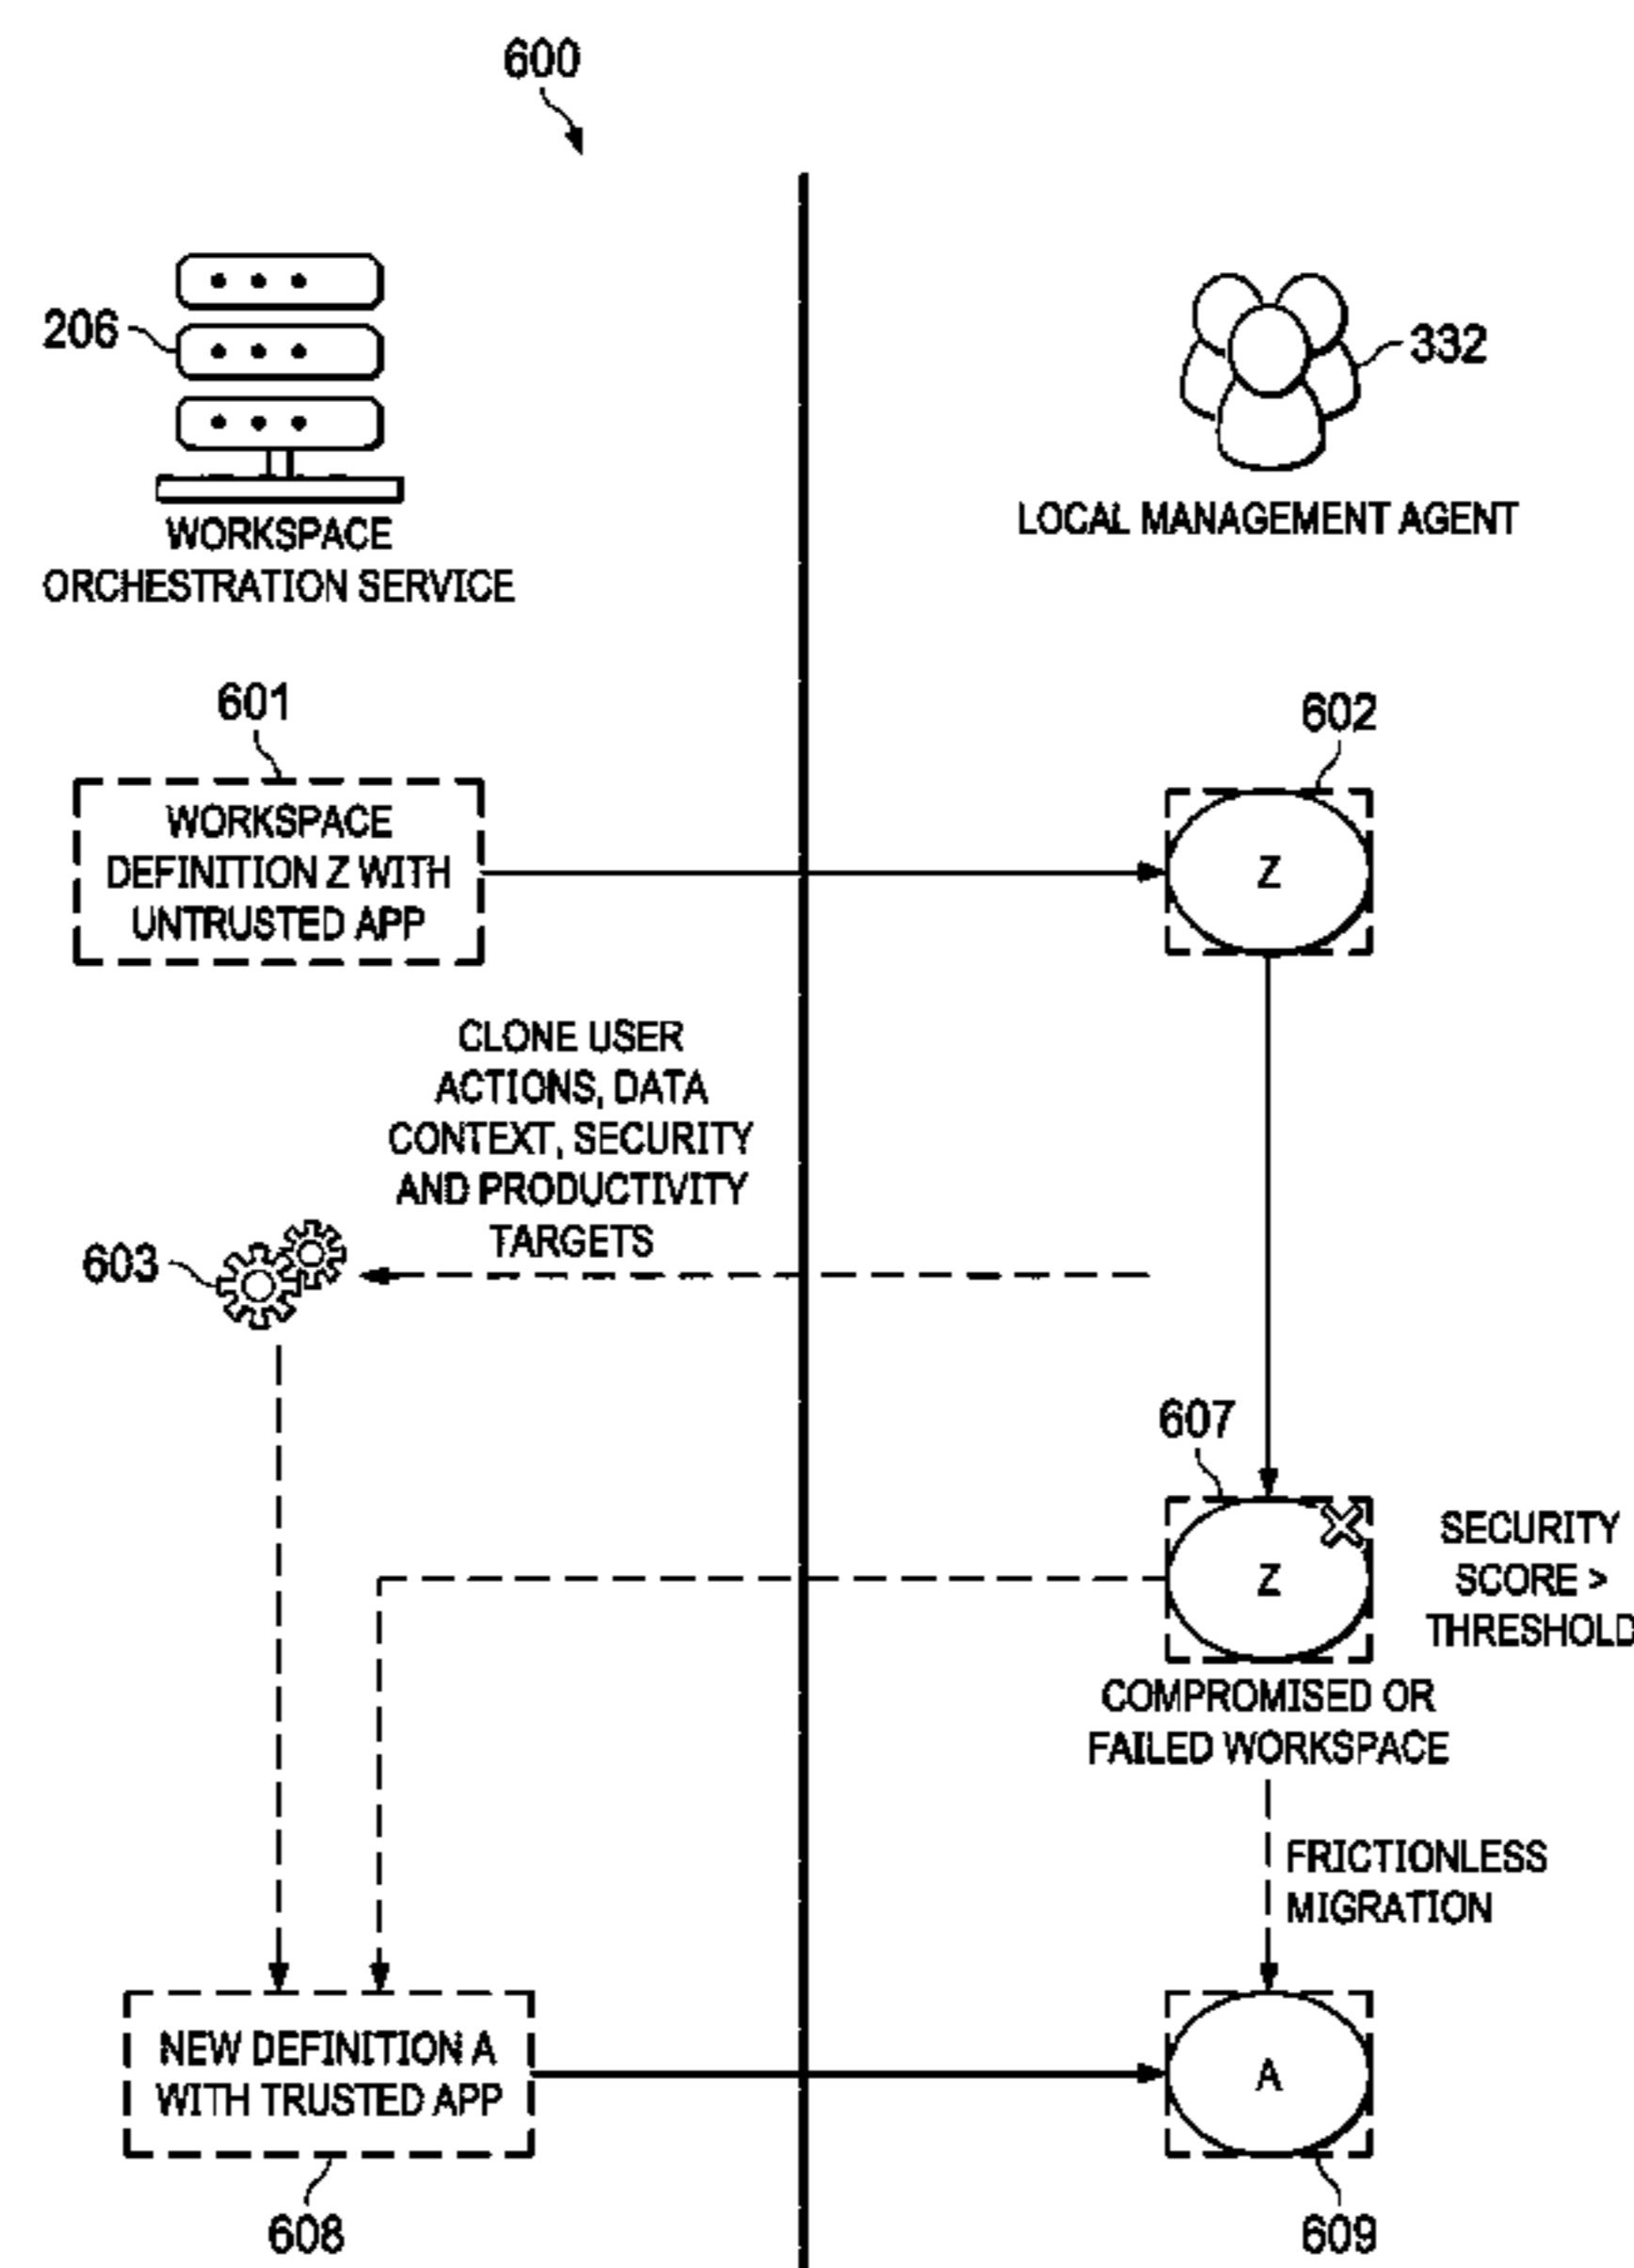 600
206
332
WORKSPACE
ORCHESTRATION SERVICE
LOCAL MANAGEMENT AGENT
601
602
WORKSPACE
DEFINITION Z WITH
UNTRUSTED APP
Z
CLONE USER
ACTIONS, DATA
CONTEXT, SECURITY
AND PRODUCTIVITY
TARGETS
603
607
Z
SECURITY
SCORE >
THRESHOLD
COMPROMISED OR
FAILED WORKSPACE
FRICTIONLESS
MIGRATION
NEW DEFINITION A
WITH TRUSTED APP
A
608
609